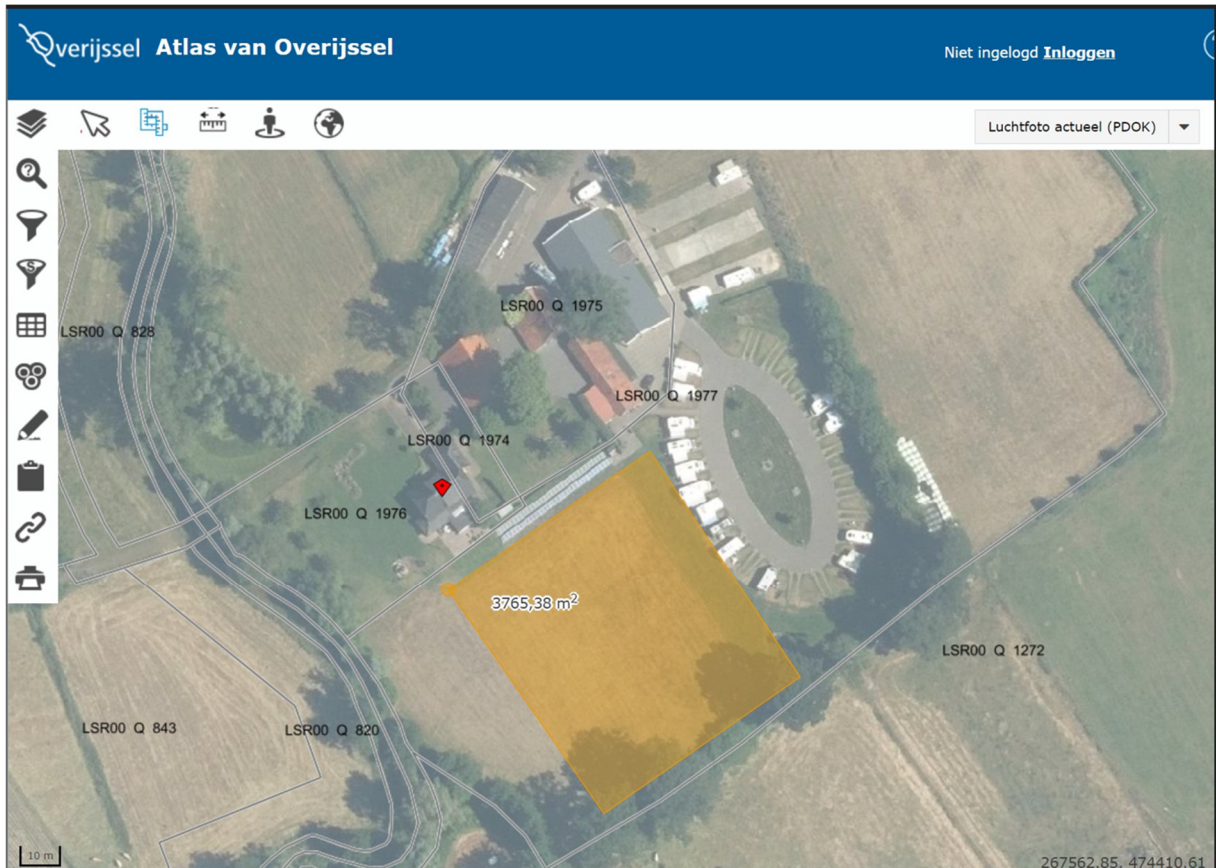 Overijssel Atlas van Overijssel
Niet ingelogd Inloggen
Luchtfoto actueel (PDOK)
LSR00 Q 1975
LSR00 Q 828
LSR00 Q 1977
LSR00 Q 1974
LSR00 Q 1976
3765,38 m²
LSR00 Q 1272
LSR00 Q 843
LSR00 Q 820
10 m
267562.85, 474410.61